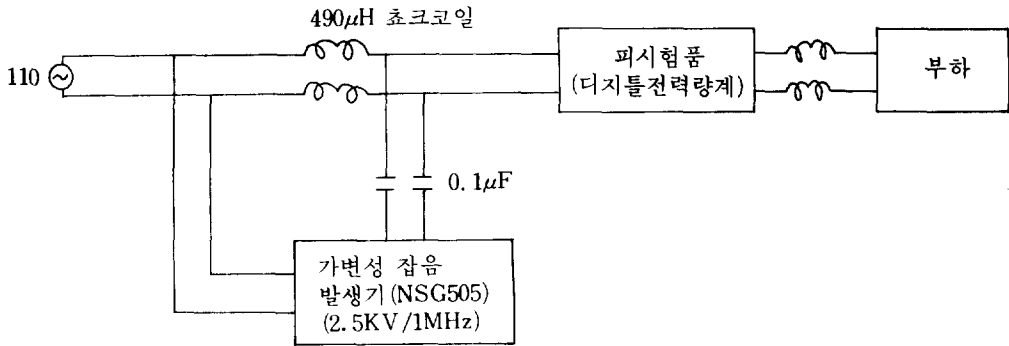 490μH 쵸크코일
110
피시험품
(디지틀전력량계)
부하
0.1μF
가변성 잡음
발생기(NSG505)
(2.5KV/1MHz)